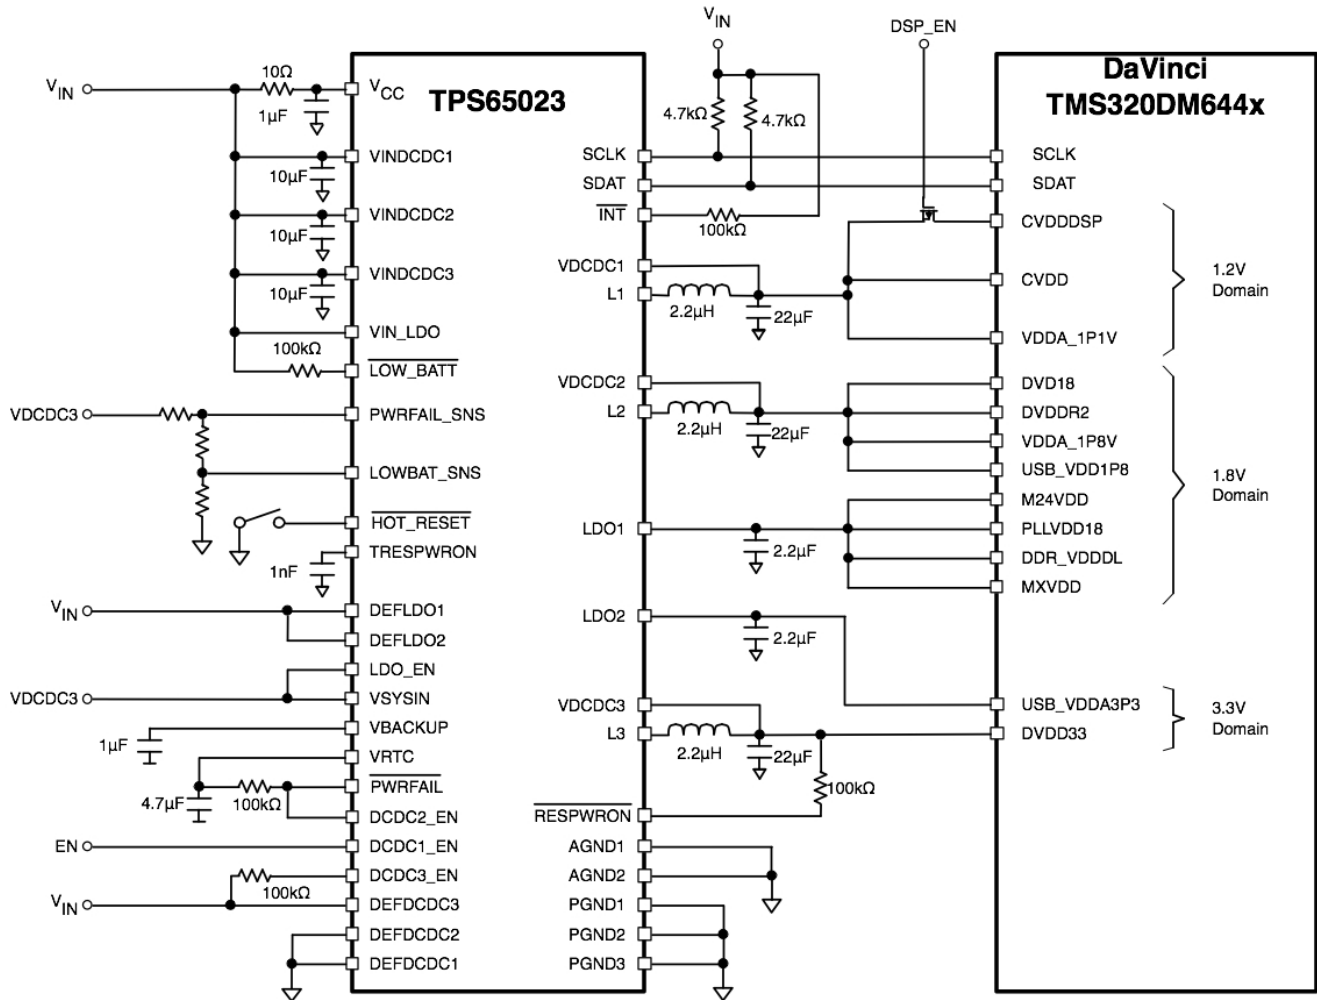 VIN
10Ω
1µF
10µF
10µF
10µF
100kΩ
VDCDC3
1nF
VIN
VDCDC3
1µF
4.7µF
100kΩ
EN
100kΩ
VIN
TPS65023
VCC
VINDCDC1
VINDCDC2
VINDCDC3
VIN_LDO
LOW_BATT
PWRFAIL_SNS
LOWBAT_SNS
HOT_RESET
TRESPWRON
DEFLDO1
DEFLDO2
LDO_EN
VSYSIN
VBACKUP
VRTC
PWRFAIL
DCDC2_EN
DCDC1_EN
DCDC3_EN
DEFDCDC3
DEFDCDC2
DEFDCDC1
SCLK
SDAT
INT
VDCDC1
L1
VDCDC2
L2
LDO1
LDO2
VDCDC3
L3
RESPWRON
AGND1
AGND2
PGND1
PGND2
PGND3
VIN
DSP_EN
4.7kΩ
4.7kΩ
100kΩ
2.2µH
22µF
2.2µH
22µF
2.2µF
2.2µF
2.2µH
22µF
100kΩ
DaVinci
TMS320DM644x
SCLK
SDAT
CVDDDSP
CVDD
VDDA_1P1V
DVD18
DVDDR2
VDDA_1P8V
USB_VDD1P8
M24VDD
PLLVDD18
DDR_VDDDL
MXVDD
USB_VDDA3P3
DVDD33
1.2V
Domain
1.8V
Domain
3.3V
Domain